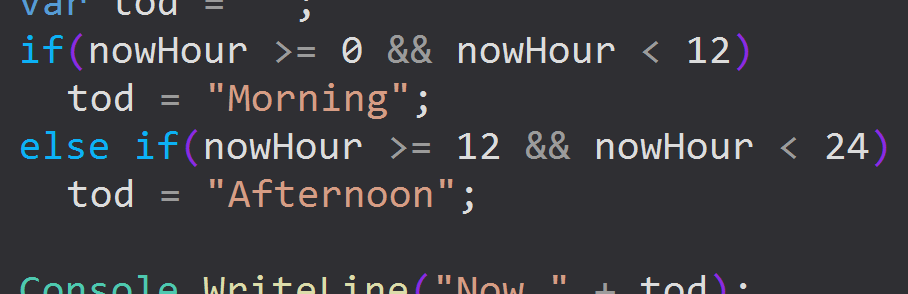 var tod = ;
if(nowHour >= 0 && nowHour < 12)
  tod = "Morning";
else if(nowHour >= 12 && nowHour < 24)
  tod = "Afternoon";
Console.WriteLine("Now " + tod);